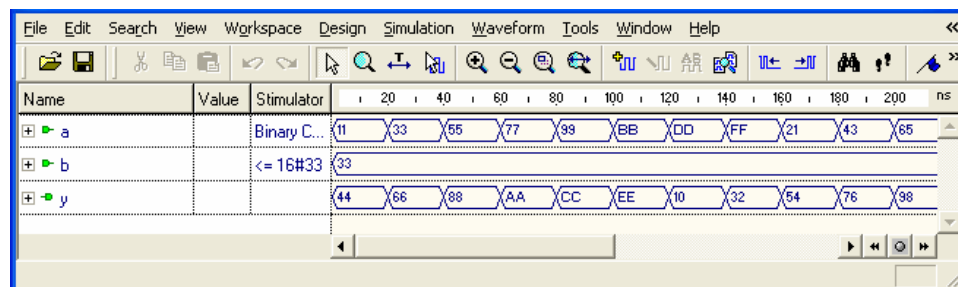 File Edit Search View Workspace Design Simulation Waveform Tools Window Help
Name Value Stimulator 20 40 60 80 100 120 140 160 180 200 ns
a Binary C... 11 33 55 77 99 BB DD FF 21 43 65
b <= 16#33 33
y 44 66 88 AA CC EE 10 32 54 76 98